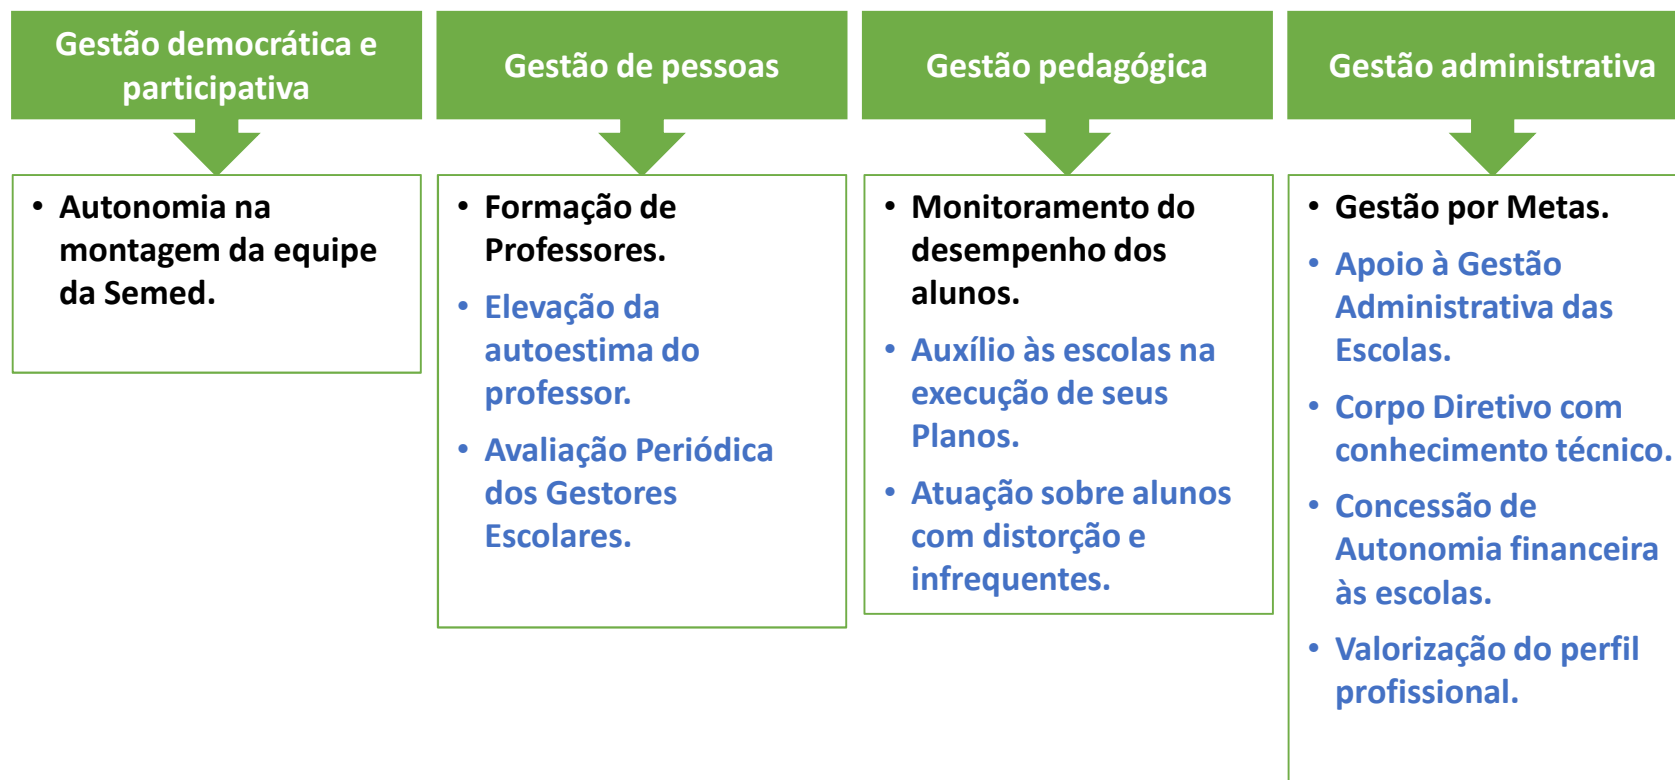 Gestão democrática e
participativa
• Autonomia na
montagem da equipe
da Semed.
Gestão de pessoas
• Formação de
Professores.
• Elevação da
autoestima do
professor.
• Avaliação Periódica
dos Gestores
Escolares.
Gestão pedagógica
• Monitoramento do
desempenho dos
alunos.
• Auxílio às escolas na
execução de seus
Planos.
• Atuação sobre alunos
com distorção e
infrequentes.
Gestão administrativa
• Gestão por Metas.
• Apoio à Gestão
Administrativa das
Escolas.
• Corpo Diretivo com
conhecimento técnico.
• Concessão de
Autonomia financeira
às escolas.
• Valorização do perfil
profissional.